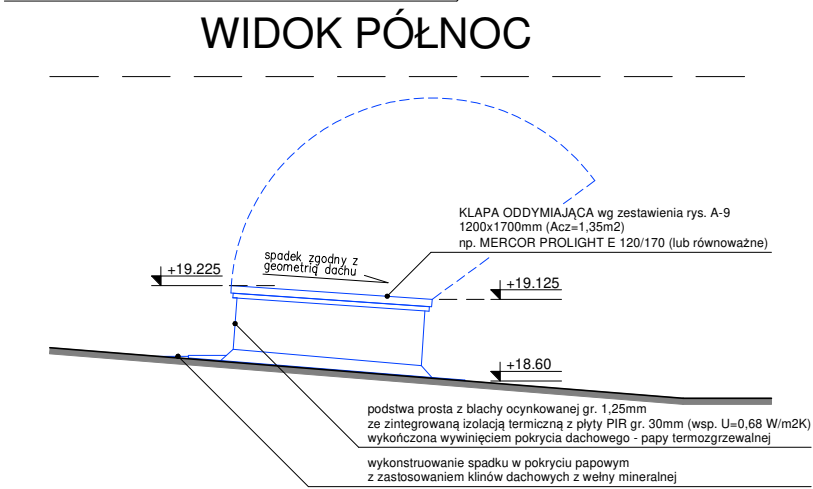 WIDOK PÓŁNOC
KLAPA ODDYMIAJĄCA wg zestawienia rys. A-9
1200x1700mm (Acz=1,35m2)
np. MERCOR PROLIGHT E 120/170 (lub równoważne)
spadek zgodny z
geometrią dachu
+19.225
+19.125
+18.60
podstwa prosta z blachy ocynkowanej gr. 1,25mm
ze zintegrowaną izolacją termiczną z płyty PIR gr. 30mm (wsp. U=0,68 W/m2K)
wykończona wywinięciem pokrycia dachowego - papy termozgrzewalnej
wykonstruowanie spadku w pokryciu papowym
z zastosowaniem klinów dachowych z wełny mineralnej